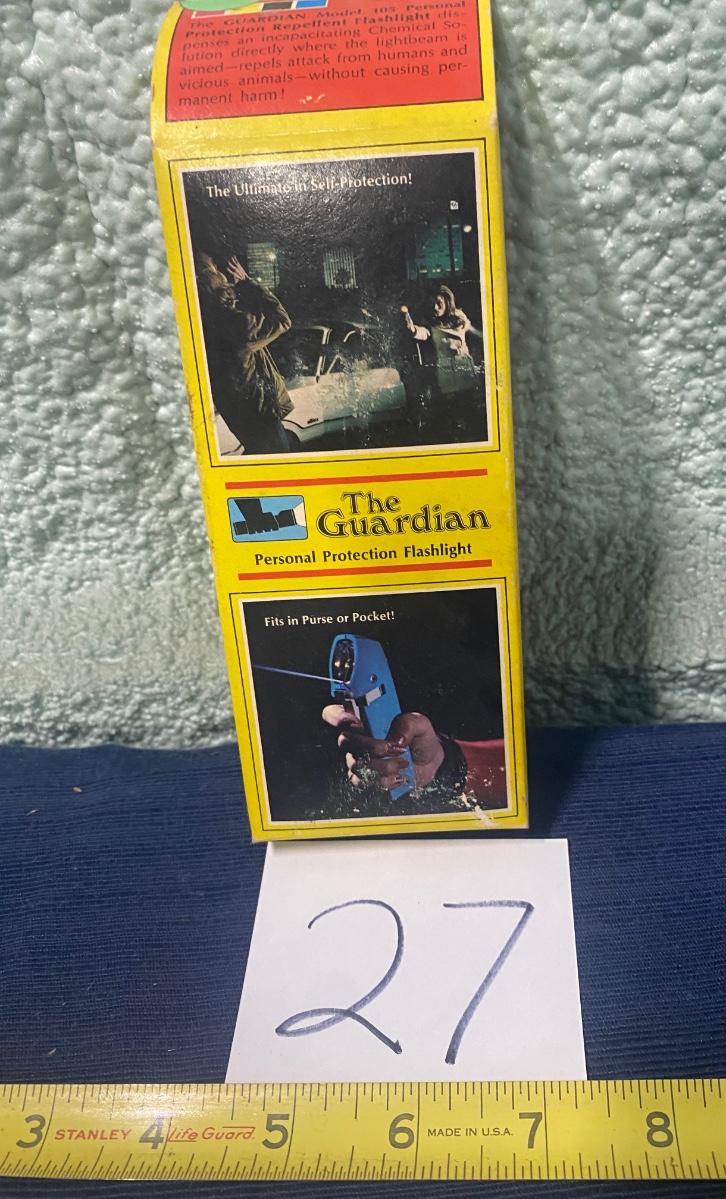 The GUARDIAN Model 105 Personal
Protection Repellent Flashlight dis-
penses an incapacitating Chemical So-
lution directly where the lightbeam is
aimed—repels attack from humans and
vicious animals—without causing per-
manent harm!
The Ultimate in Self-Protection!
The
Guardian
Personal Protection Flashlight
Fits in Purse or Pocket!
27
3 STANLEY 4 Life Guard 5 6 MADE IN U.S.A. 7 8